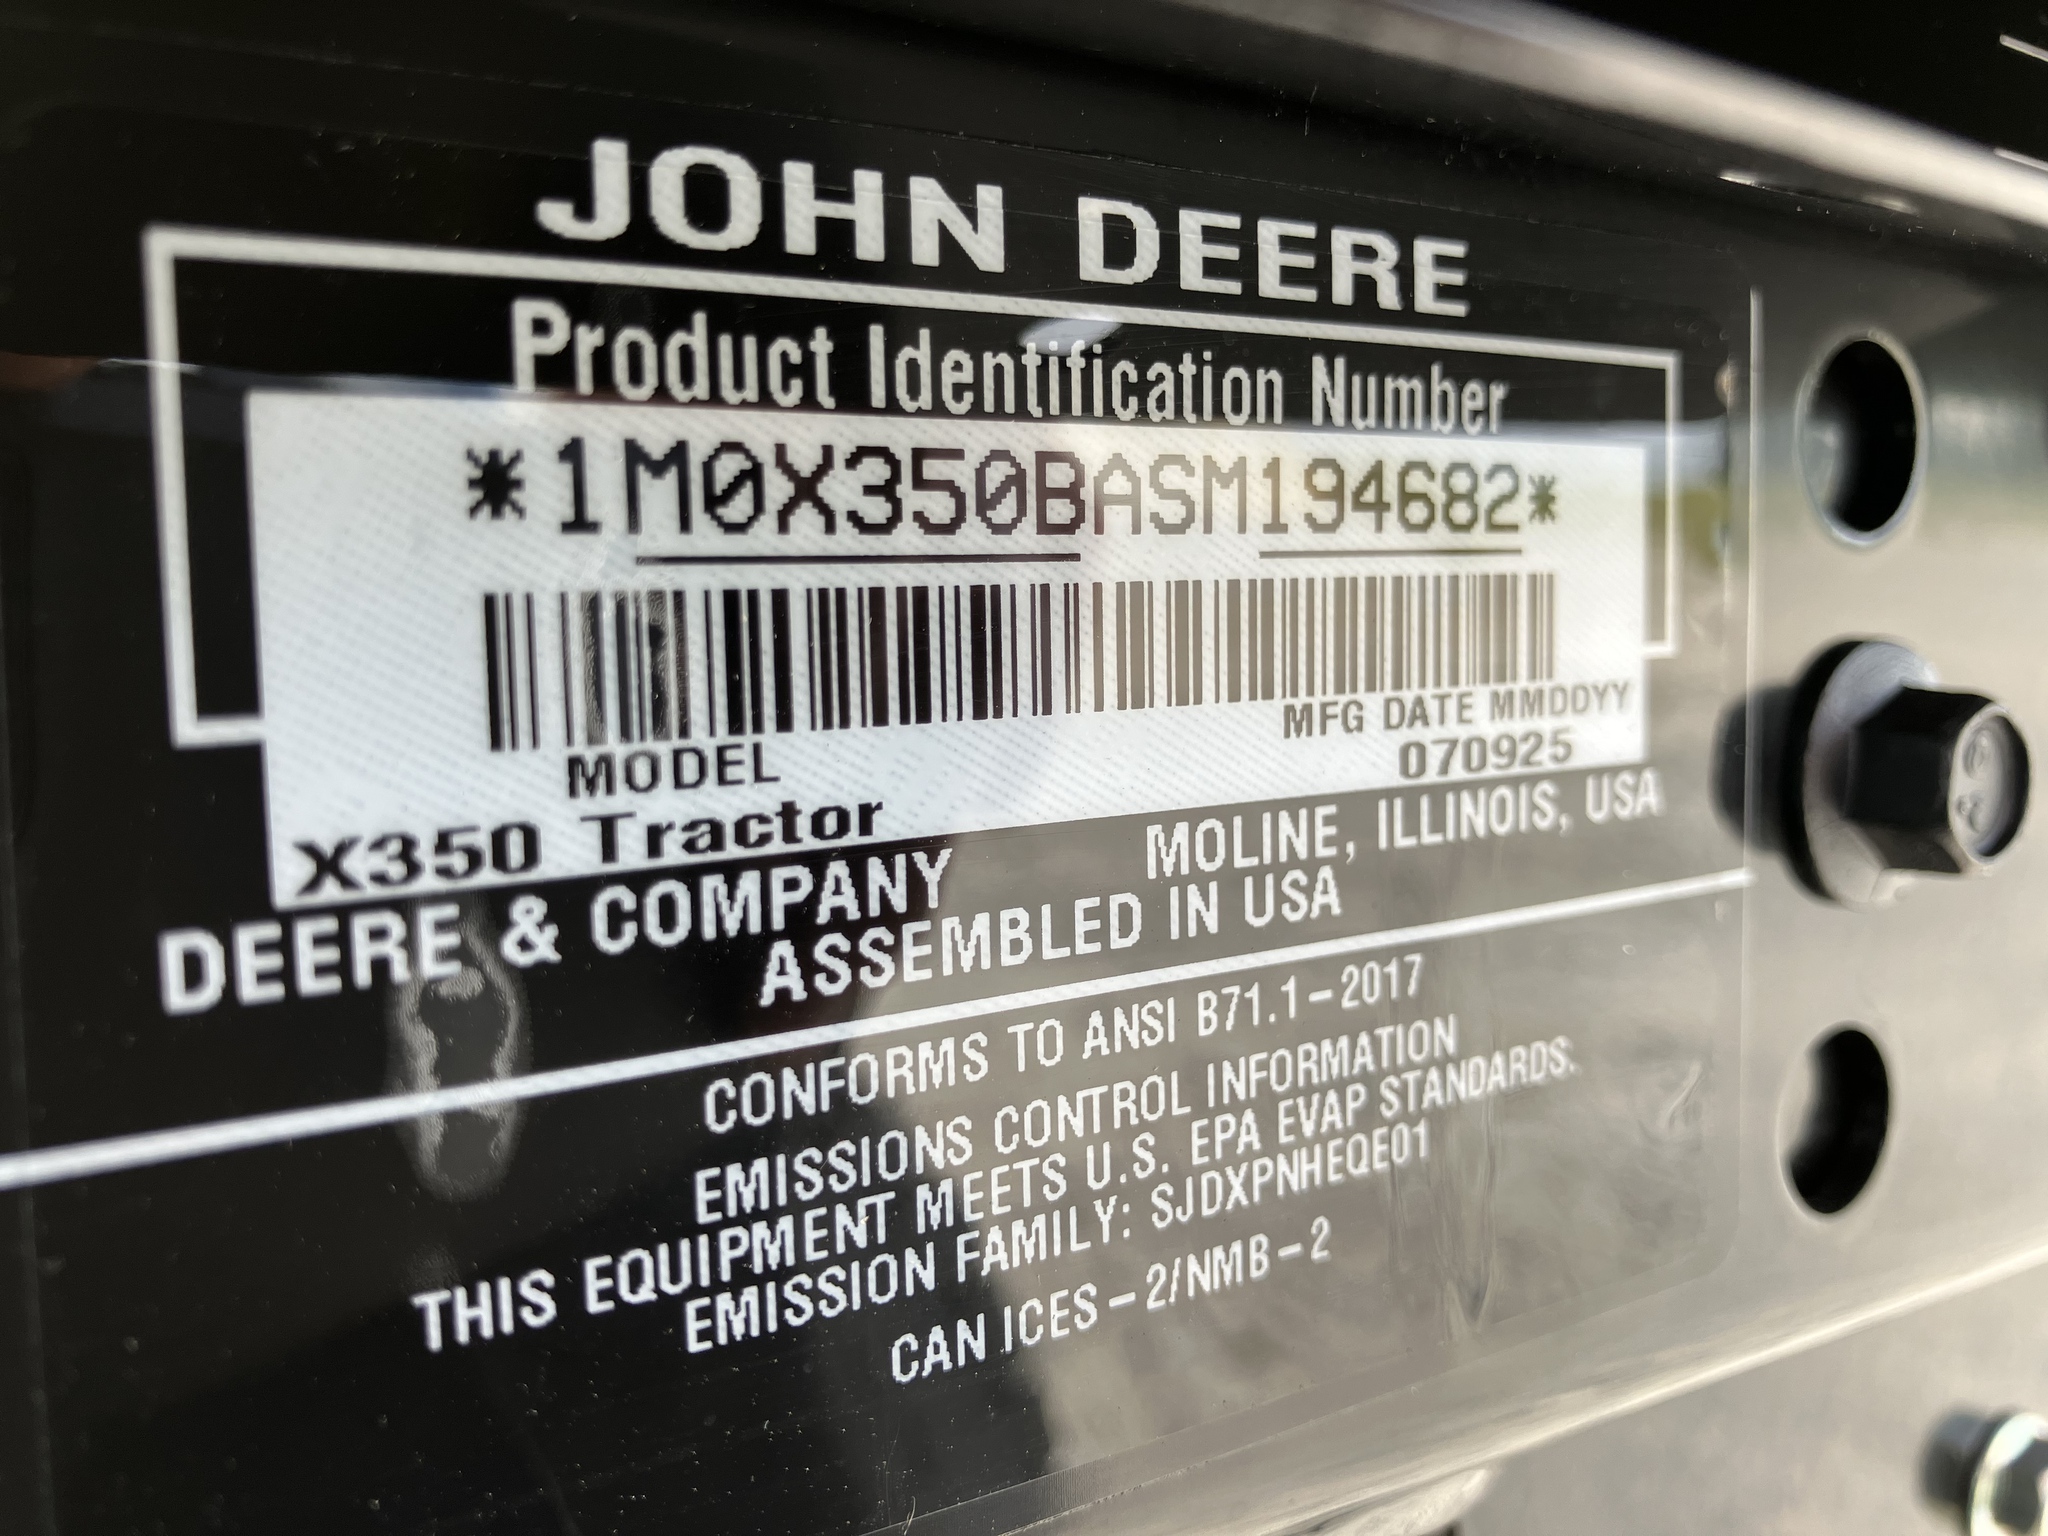 JOHN DEERE
Product Identification Number
*1M0X350BASM194682*
MODEL
MFG DATE MMDDYY
X350 Tractor
070925
DEERE & COMPANY MOLINE, ILLINOIS, USA
ASSEMBLED IN USA
CONFORMS TO ANSI B71.1-2017
EMISSIONS CONTROL INFORMATION
THIS EQUIPMENT MEETS U.S. EPA EVAP STANDARDS.
EMISSION FAMILY: SJDXPNHEQE01
CAN ICES-2/NMB-2